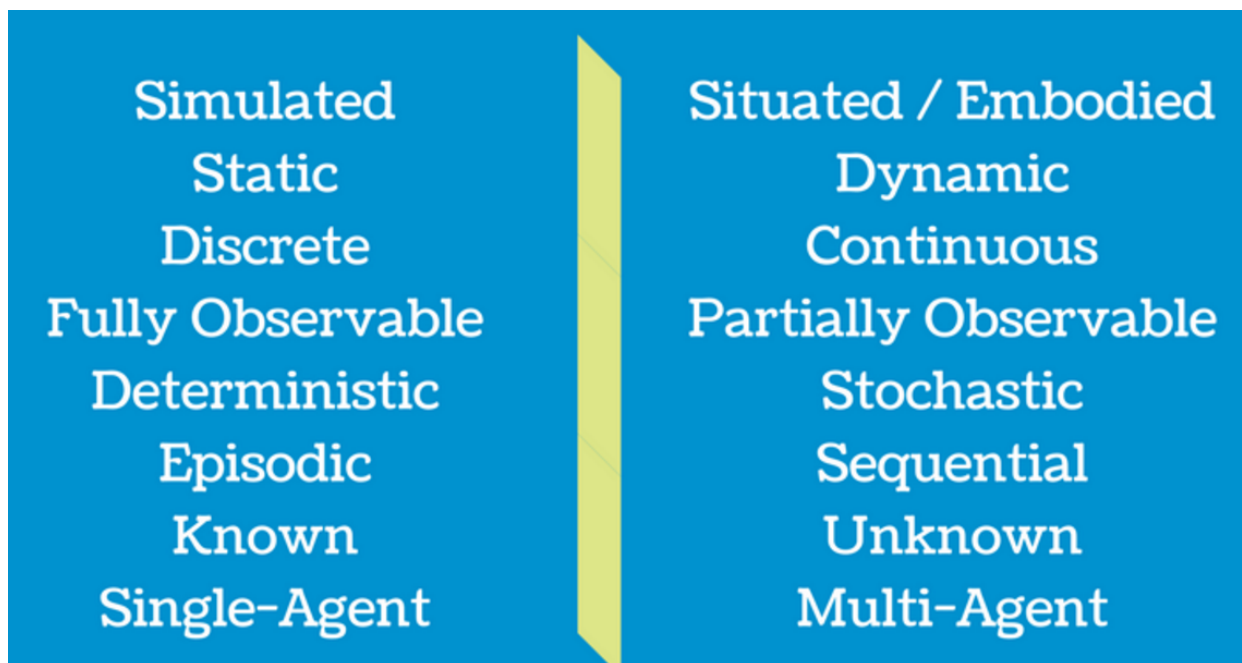 Simulated
Situated / Embodied
Static
Dynamic
Discrete
Continuous
Fully Observable
Partially Observable
Deterministic
Stochastic
Episodic
Sequential
Known
Unknown
Single-Agent
Multi-Agent